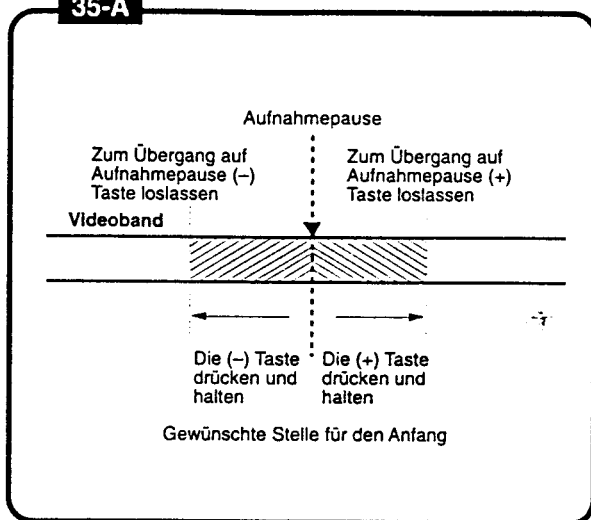 35-A
Aufnahmepause
Zum Übergang auf
Aufnahmepause (–)
Taste loslassen
Zum Übergang auf
Aufnahmepause (+)
Taste loslassen
Videoband
Die (–) Taste
drücken und
halten
Die (+) Taste
drücken und
halten
Gewünschte Stelle für den Anfang